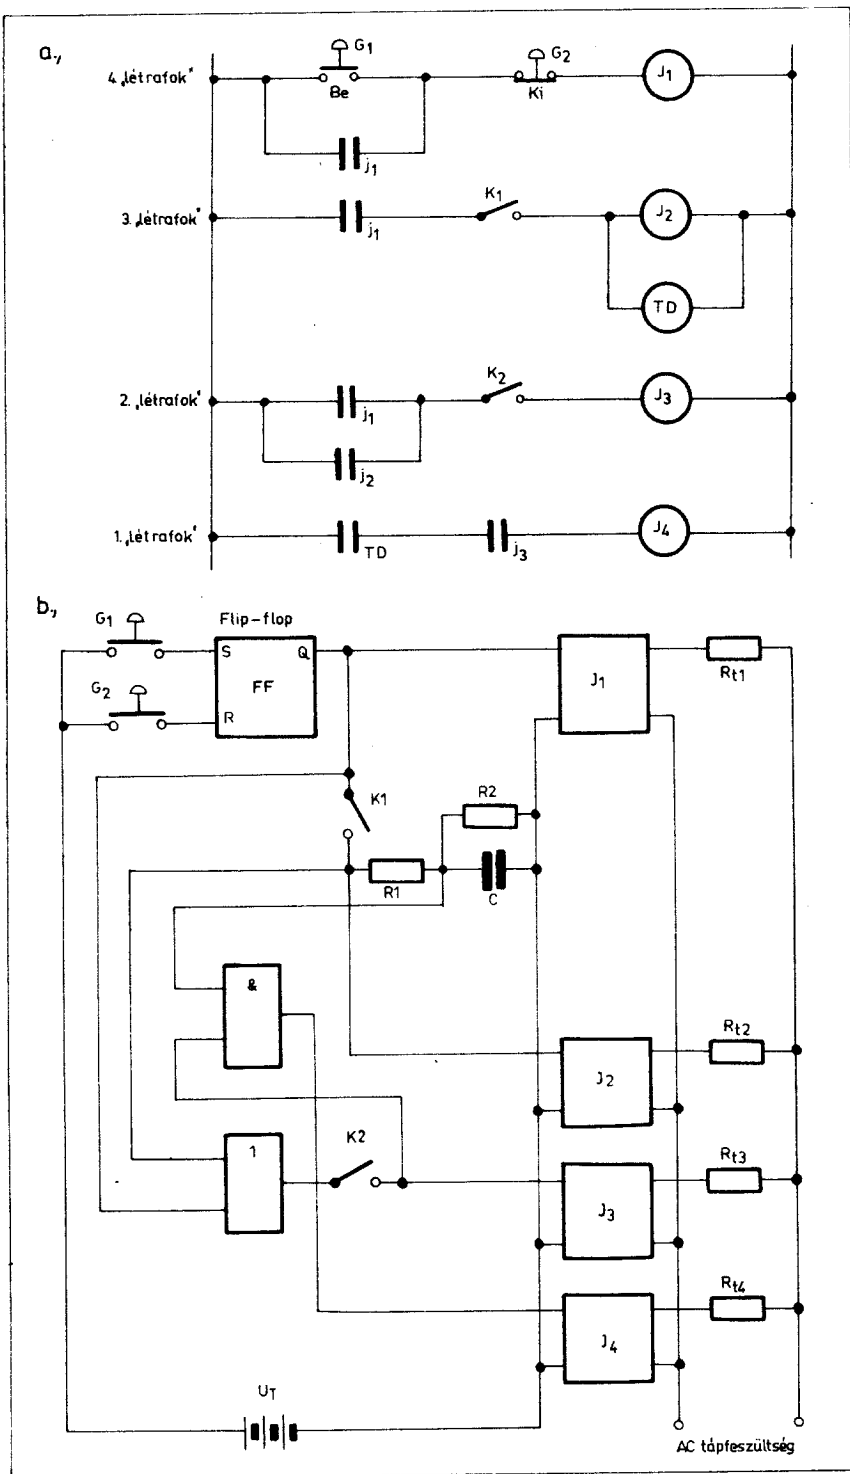 a.,
G1 G2
4. „létrafok” Be Ki J1
j1
3. „létrafok” j1 K1 J2
TD
2. „létrafok” j1 K2 J3
j2
1. „létrafok” TD j3 J4
b.,
G1 Flip-flop
S Q
FF J1 Rt1
G2
R
K1 R2
R1 C
&
Rt2
J2
K2
1 Rt3
J3
Rt4
J4
UT
AC tápfeszültség